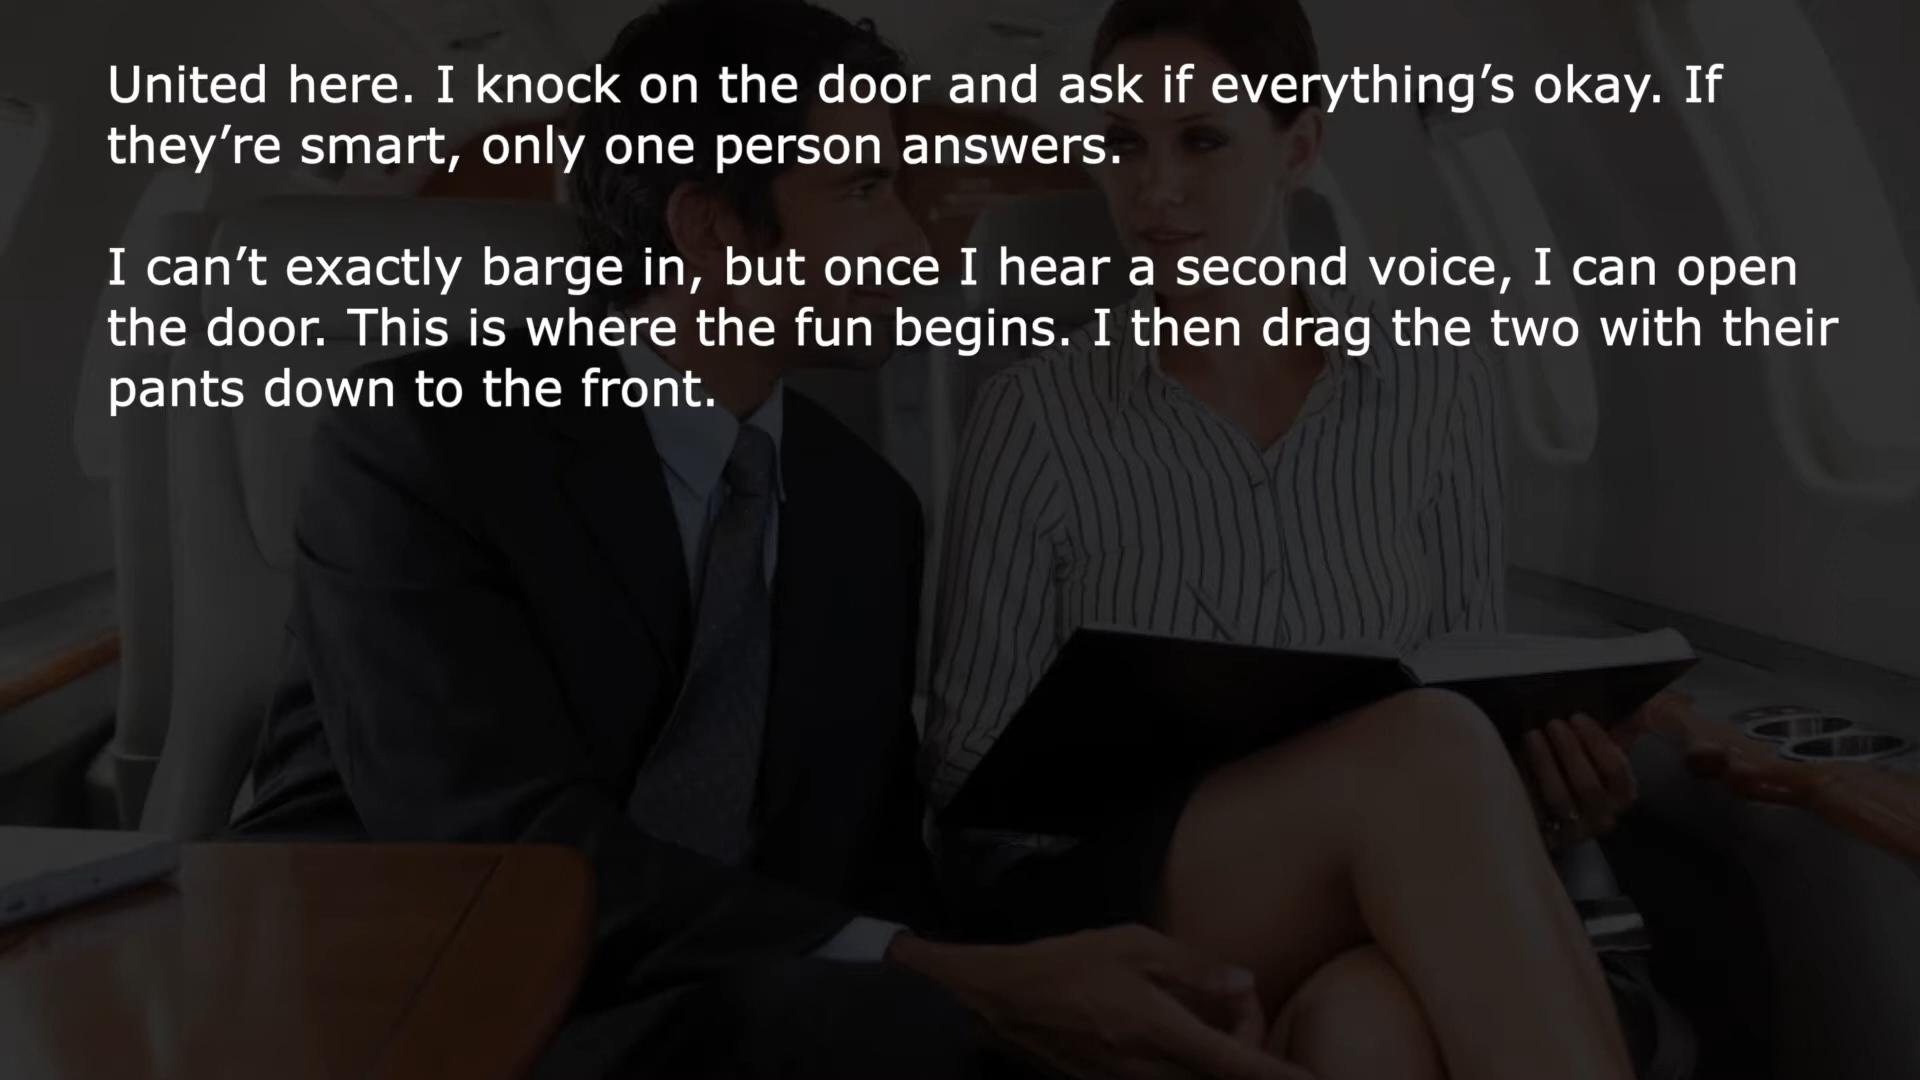 United here. I knock on the door and ask if everything’s okay. If
they’re smart, only one person answers.
I can’t exactly barge in, but once I hear a second voice, I can open
the door. This is where the fun begins. I then drag the two with their
pants down to the front.